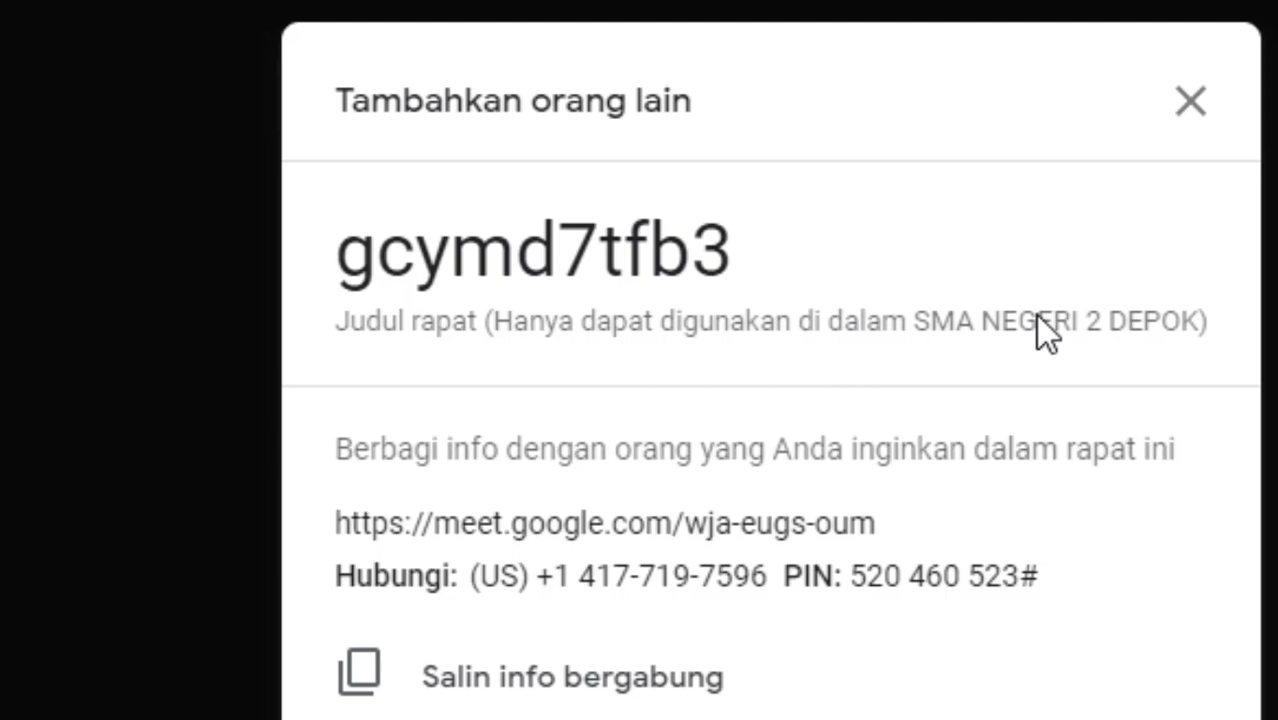 Tambahkan orang lain
gcymd7tfb3
Judul rapat (Hanya dapat digunakan di dalam SMA NEGERI 2 DEPOK)
Berbagi info dengan orang yang Anda inginkan dalam rapat ini
https://meet.google.com/wja-eugs-oum
Hubungi: (US) +1 417-719-7596 PIN: 520 460 523#
Salin info bergabung